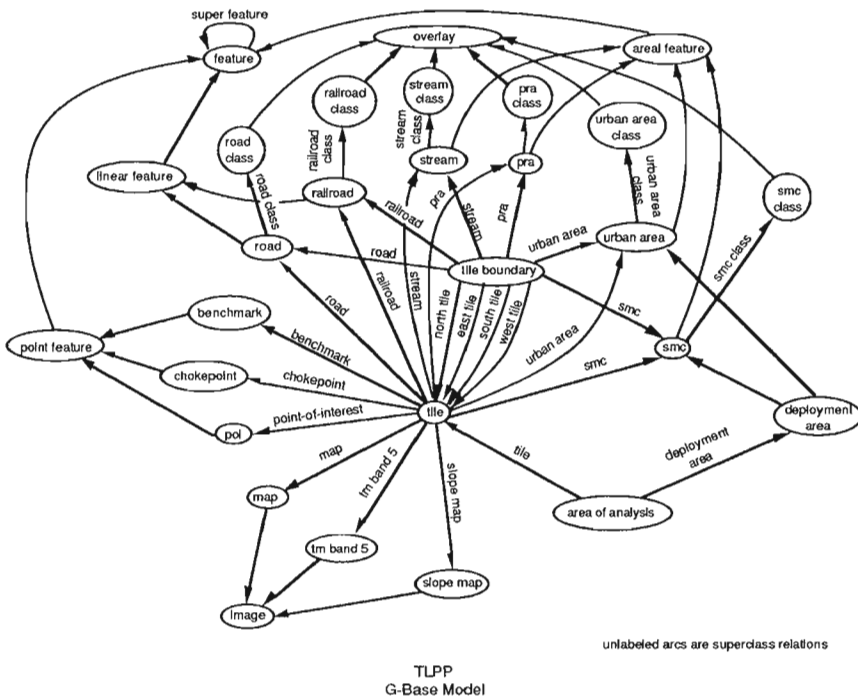 super feature
feature
overlay
areal feature
railroad
class
stream
class
pra
class
urban area
class
road
class
smc
class
railroad
class
stream
class
linear feature
stream
pra
railroad
road class
railroad
pra
stream
pra
urban area
class
smc class
road
road
urban area
urban area
tile boundary
road
railroad
stream
north tile
east tile
south tile
west tile
urban area
smc
smc
smc
benchmark
benchmark
point feature
chokepoint
chokepoint
point-of-interest
poi
tile
deployment
area
map
tm band 5
slope map
tile
deployment
area
map
area of analysis
tm band 5
slope map
image
unlabeled arcs are superclass relations
TLPP
G-Base Model